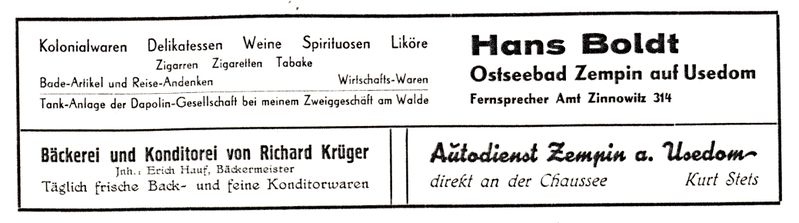 Kolonialwaren Delikatessen Weine Spirituosen Liköre
Zigarren Zigaretten Tabake
Bade-Artikel und Reise-Andenken Wirtschafts-Waren
Tank-Anlage der Dapolin-Gesellschaft bei meinem Zweiggeschäft am Walde
Hans Boldt
Ostseebad Zempin auf Usedom
Fernsprecher Amt Zinnowitz 314
Bäckerei und Konditorei von Richard Krüger
Jnh.: Erich Hauf, Bäckermeister
Täglich frische Back- und feine Konditorwaren
Autodienst Zempin a. Usedom
direkt an der Chaussee Kurt Stets